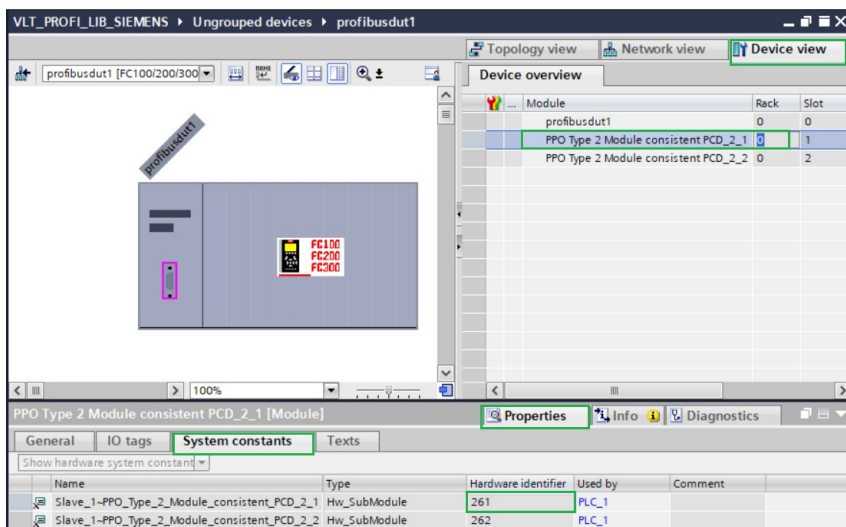 VLT_PROFI_LIB_SIEMENS ▸ Ungrouped devices ▸ profibusdut1
Topology view Network view Device view
profibusdut1 [FC100/200/300 Device overview
... Module Rack Slot
profibusdut1 0 0
PPO Type 2 Module consistent PCD_2_1 0 1
PPO Type 2 Module consistent PCD_2_2 0 2
profibusdut1
FC100
FC200
FC300
100%
PPO Type 2 Module consistent PCD_2_1 [Module] Properties Info Diagnostics
General IO tags System constants Texts
Show hardware system constant
Name Type Hardware identifier Used by Comment
Slave_1~PPO_Type_2_Module_consistent_PCD_2_1 Hw_SubModule 261 PLC_1
Slave_1~PPO_Type_2_Module_consistent_PCD_2_2 Hw_SubModule 262 PLC_1